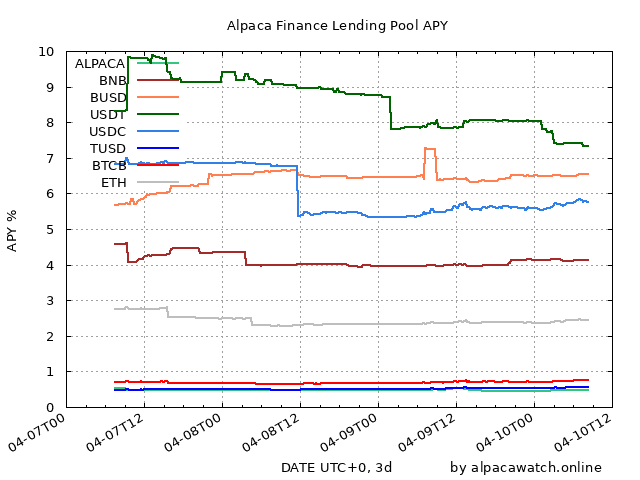 Alpaca Finance Lending Pool APY
10
9
8
7
6
5
4
3
2
1
0
APY %
ALPACA
BNB
BUSD
USDT
USDC
TUSD
BTCB
ETH
04-07T00
04-07T12
04-08T00
04-08T12
04-09T00
04-09T12
04-10T00
04-10T12
DATE UTC+0, 3d
by alpacawatch.online